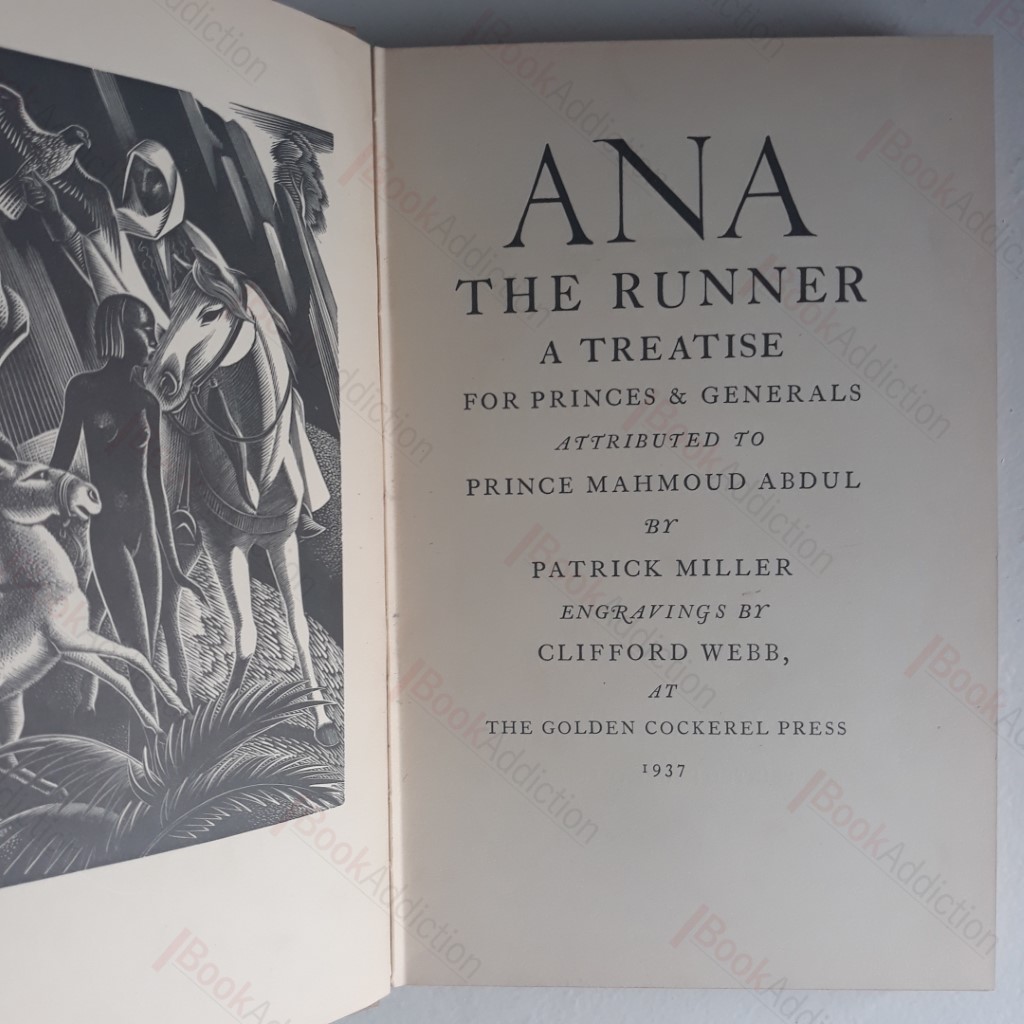 ANA
THE RUNNER
A TREATISE
FOR PRINCES & GENERALS
ATTRIBUTED TO
PRINCE MAHMOUD ABDUL
BY
PATRICK MILLER
ENGRAVINGS BY
CLIFFORD WEBB,
AT
THE GOLDEN COCKEREL PRESS
1937
BookAddiction